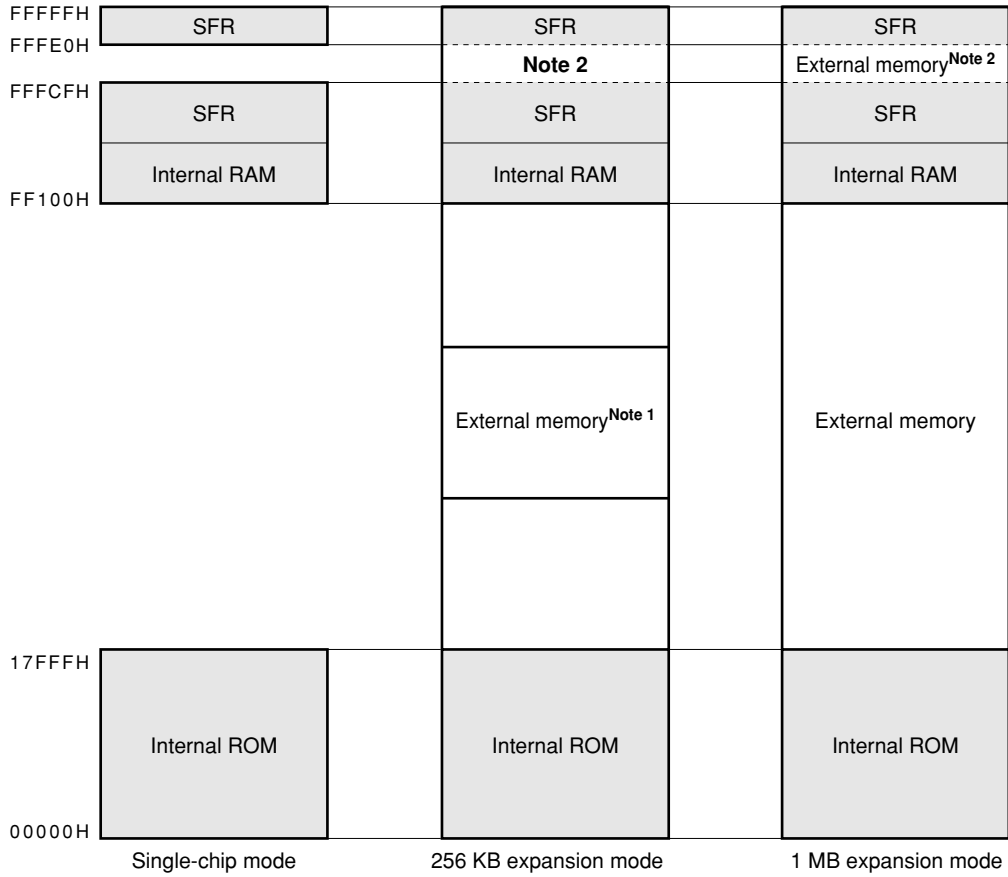 FFFFFH
SFR
SFR
SFR
FFFE0H
Note 2
External memoryNote 2
FFFCFH
SFR
SFR
SFR
Internal RAM
Internal RAM
Internal RAM
FF100H
External memoryNote 1
External memory
17FFFH
Internal ROM
Internal ROM
Internal ROM
00000H
Single-chip mode
256 KB expansion mode
1 MB expansion mode